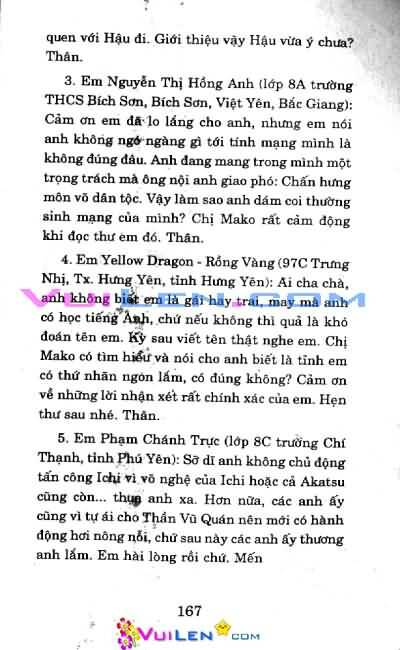 quen với Hậu đi. Giới thiệu vậy Hậu vừa ý chưa?
Thân.
3. Em Nguyễn Thị Hồng Anh (lớp 8A trường
THCS Bích Sơn, Bích Sơn, Việt Yên, Bắc Giang):
Cảm ơn em đã lo lắng cho anh, nhưng em nói
anh không ngó ngàng gì tới tính mạng mình là
không đúng đâu. Anh đang mang trong mình một
trọng trách mà ông nội anh giao phó: Chấn hưng
môn võ dân tộc. Vậy làm sao anh dám coi thường
sinh mạng của mình? Chị Mako rất cảm động
khi đọc thư em đó. Thân.
4. Em Yellow Dragon - Rồng Vàng (97C Trưng
Nhị, Tx. Hưng Yên, tỉnh Hưng Yên): Ai cha chà,
anh không biết em là gái hay trai, may mà anh
có học tiếng Anh, chứ nếu không thì quả là khó
đoán tên em. Kỳ sau viết tên thật nghe em. Chị
Mako có tìm hiểu và nói cho anh biết là tỉnh em
có thứ nhãn ngon lắm, có đúng không? Cảm ơn
về những lời nhận xét rất chính xác của em. Hẹn
thư sau nhé. Thân.
5. Em Phạm Chánh Trực (lớp 8C trường Chí
Thạnh, tỉnh Phú Yên): Sở dĩ anh không chủ động
tấn công Ichi vì võ nghệ của Ichi hoặc cả Akatsu
cũng còn... thua anh xa. Hơn nữa, các anh ấy
cũng vì tự ái cho Thần Vũ Quán nên mới có hành
động hơi nông nổi, chứ sau này các anh ấy thương
anh lắm. Em hài lòng rồi chứ. Mến
167
VUILEN.COM
VUILEN.COM